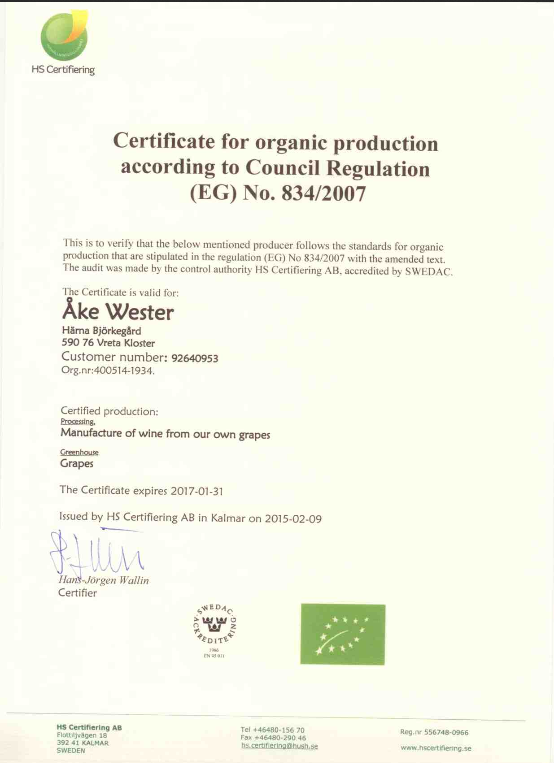 HS Certifiering
Certificate for organic production
according to Council Regulation
(EG) No. 834/2007
This is to verify that the below mentioned producer follows the standards for organic
production that are stipulated in the regulation (EG) No 834/2007 with the amended text.
The audit was made by the control authority HS Certifiering AB, accredited by SWEDAC.
The Certificate is valid for:
Åke Wester
Härna Björkegård
590 76 Vreta Kloster
Customer number: 92640953
Org.nr:400514-1934.
Certified production:
Processing,
Manufacture of wine from our own grapes
Greenhouse
Grapes
The Certificate expires 2017-01-31
Issued by HS Certifiering AB in Kalmar on 2015-02-09
Hans-Jörgen Wallin
Certifier
SWEDAC
ACKREDITERING
1966
EN 45 011
HS Certifiering AB
Flottiljvägen 18
392 41 KALMAR
SWEDEN
Tel +46480-156 70
Fax +46480-290 46
hs.certifiering@hush.se
Reg.nr 556748-0966
www.hscertifiering.se